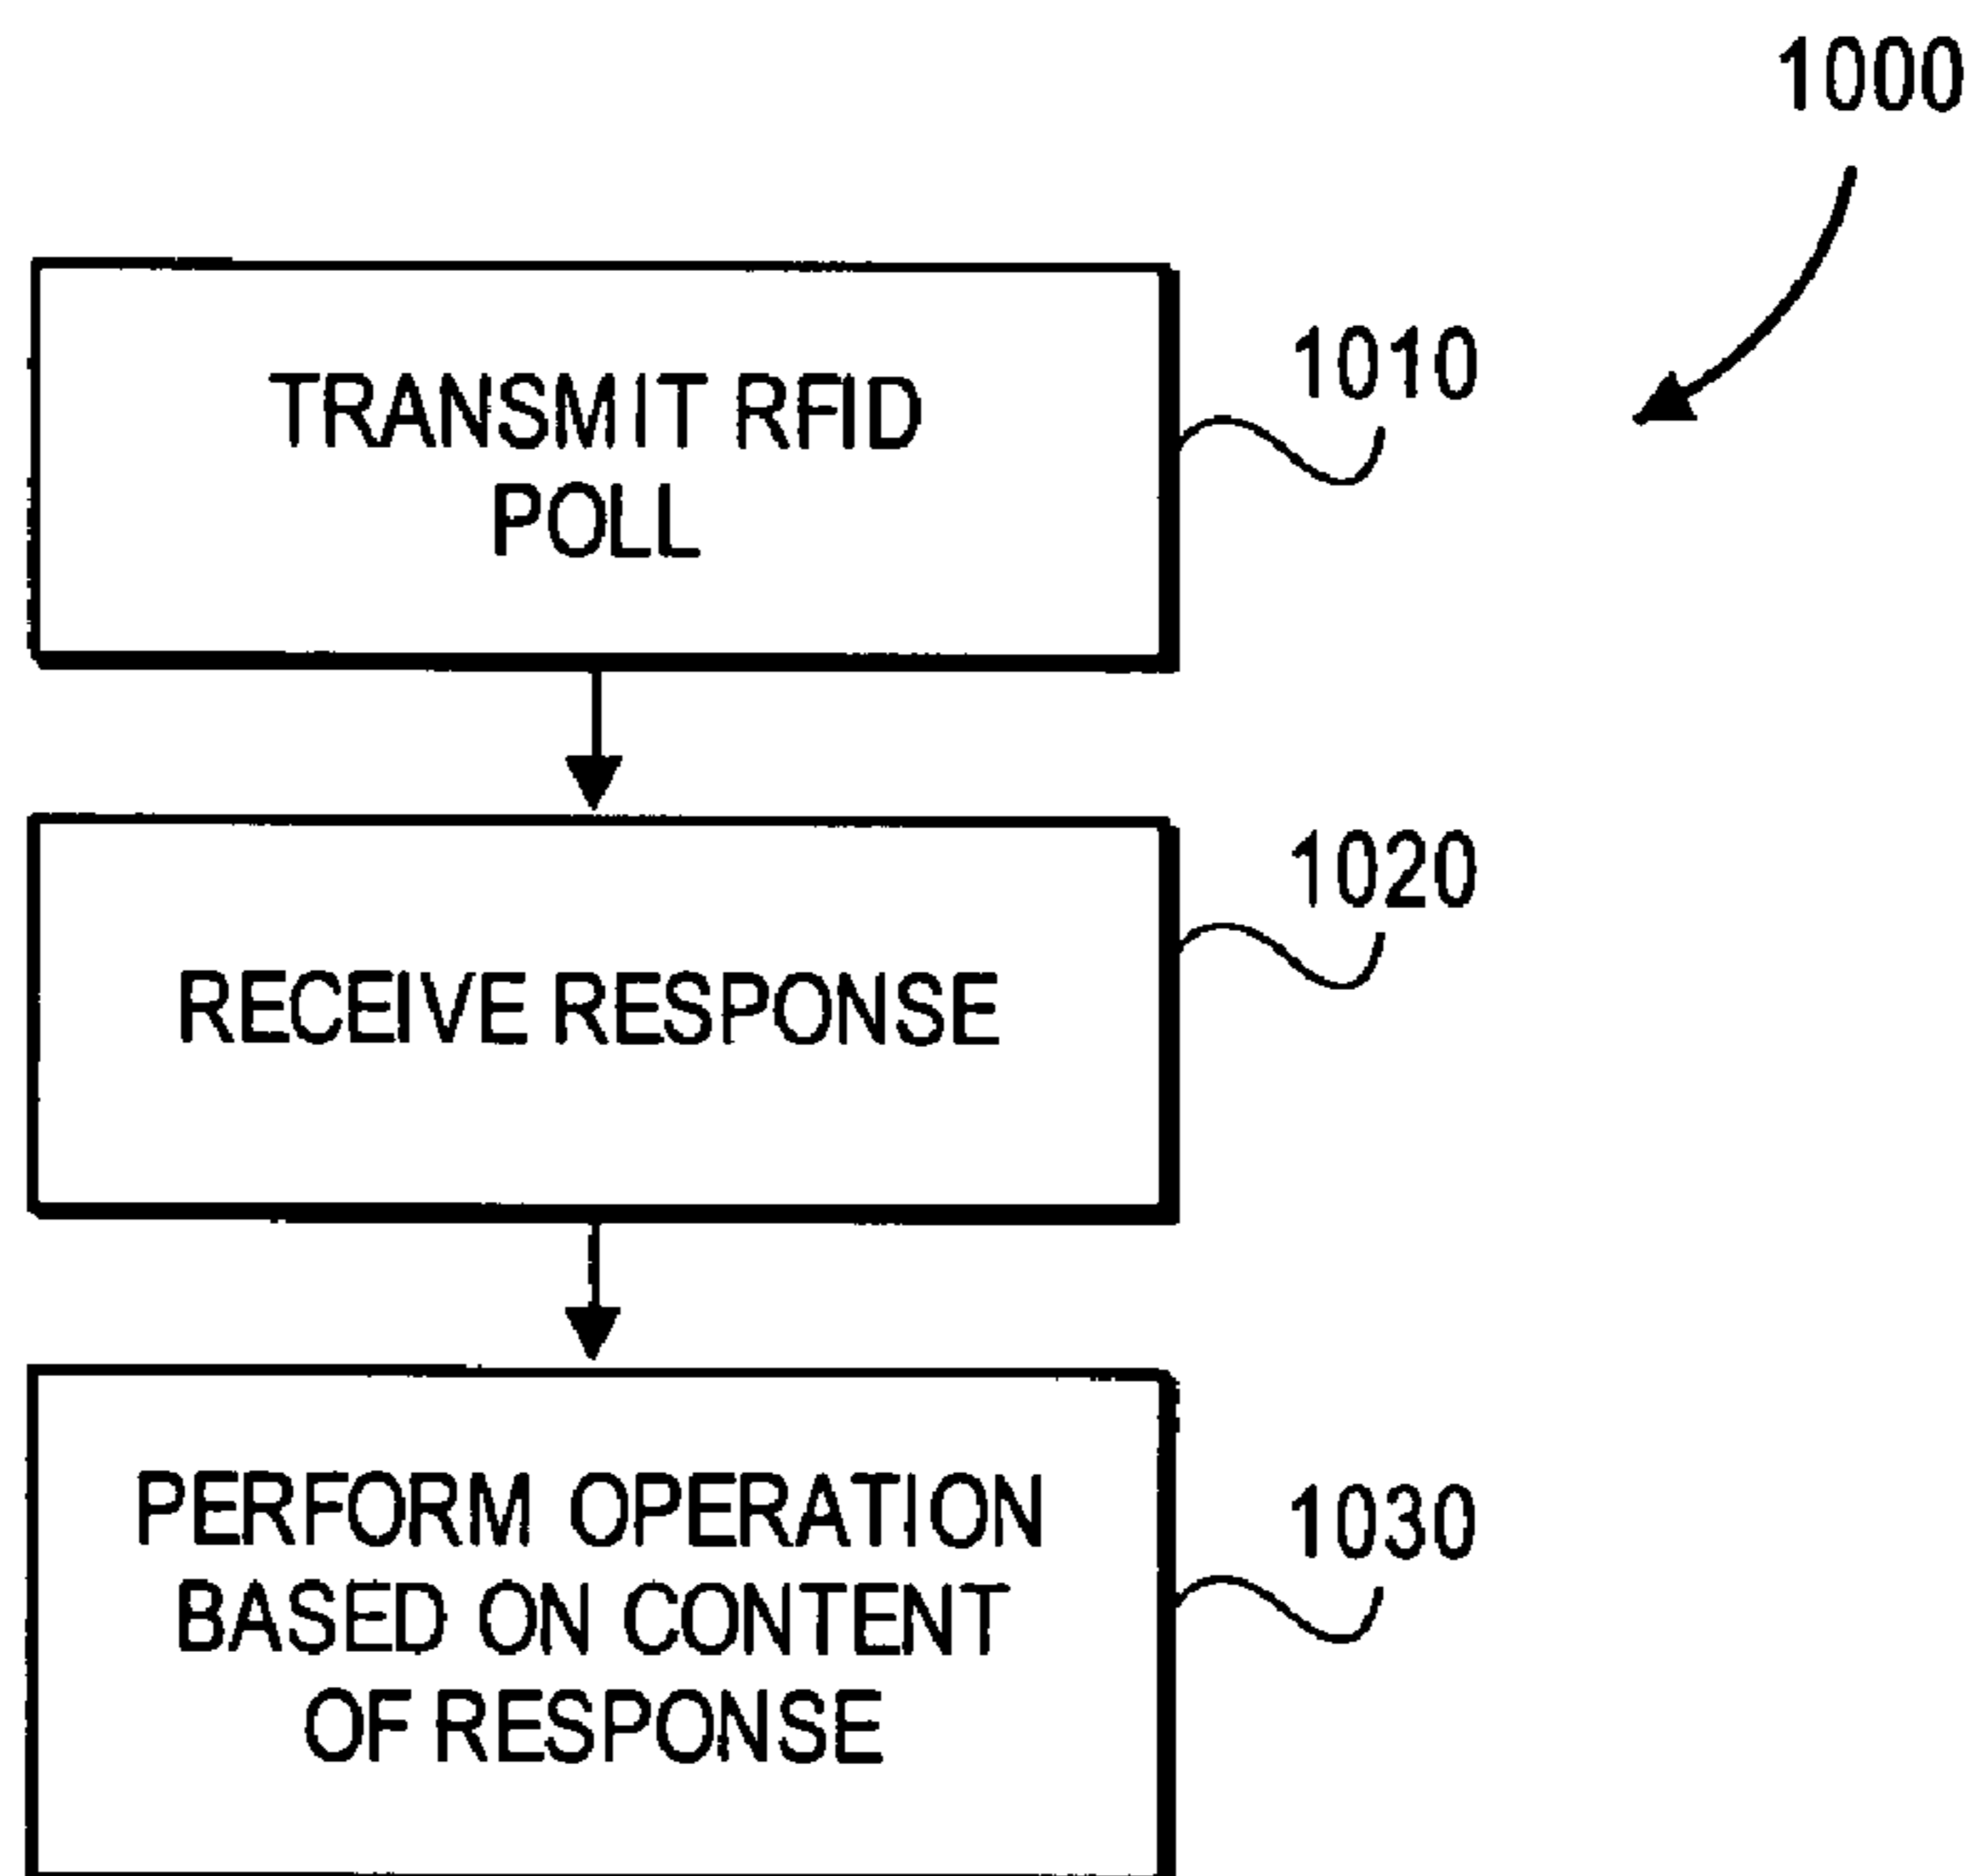 1000
TRANSMIT RFID
POLL
1010
RECEIVE RESPONSE
1020
PERFORM OPERATION
BASED ON CONTENT
OF RESPONSE
1030